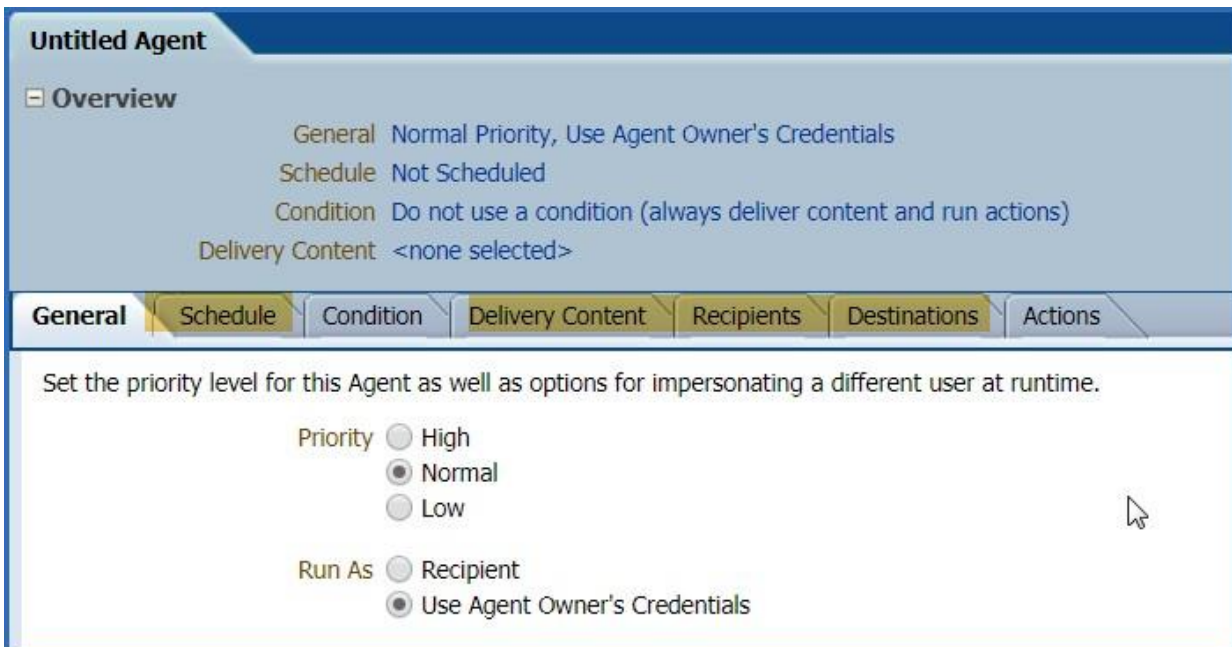 Untitled Agent
Overview
General Normal Priority, Use Agent Owner's Credentials
Schedule Not Scheduled
Condition Do not use a condition (always deliver content and run actions)
Delivery Content <none selected>
General Schedule Condition Delivery Content Recipients Destinations Actions
Set the priority level for this Agent as well as options for impersonating a different user at runtime.
Priority High
Normal
Low
Run As Recipient
Use Agent Owner's Credentials